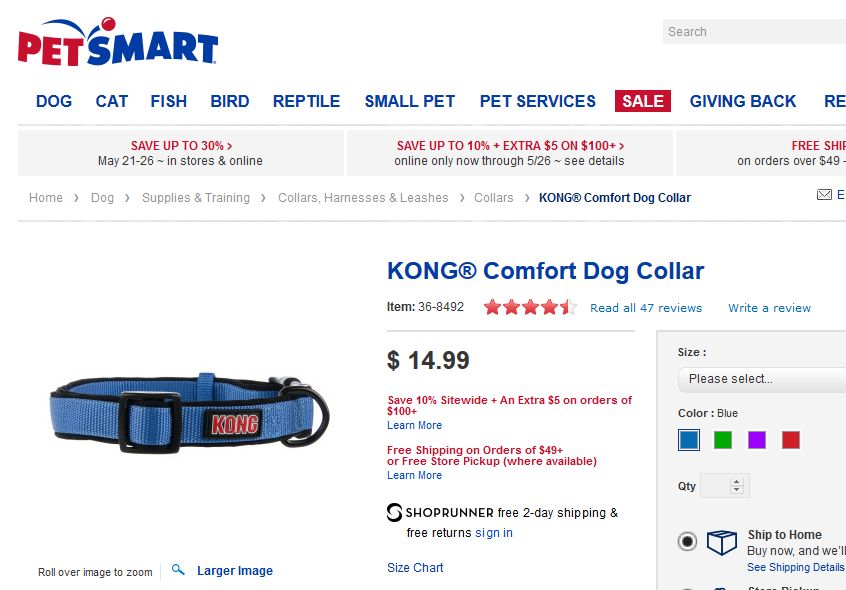 PETSMART
Search
DOG CAT FISH BIRD REPTILE SMALL PET PET SERVICES SALE GIVING BACK RE
SAVE UP TO 30% >
May 21-26 ~ in stores & online
SAVE UP TO 10% + EXTRA $5 ON $100+ >
online only now through 5/26 ~ see details
FREE SHIP
on orders over $49 -
Home > Dog > Supplies & Training > Collars, Harnesses & Leashes > Collars > KONG® Comfort Dog Collar
E
KONG® Comfort Dog Collar
Item: 36-8492 Read all 47 reviews Write a review
$ 14.99
Save 10% Sitewide + An Extra $5 on orders of
$100+
Learn More
Free Shipping on Orders of $49+
or Free Store Pickup (where available)
Learn More
SHOPRUNNER free 2-day shipping &
free returns sign in
Size Chart
KONG
Roll over image to zoom Larger Image
Size :
Please select...
Color : Blue
Qty
Ship to Home
Buy now, and we'll
See Shipping Details
Store Pickup